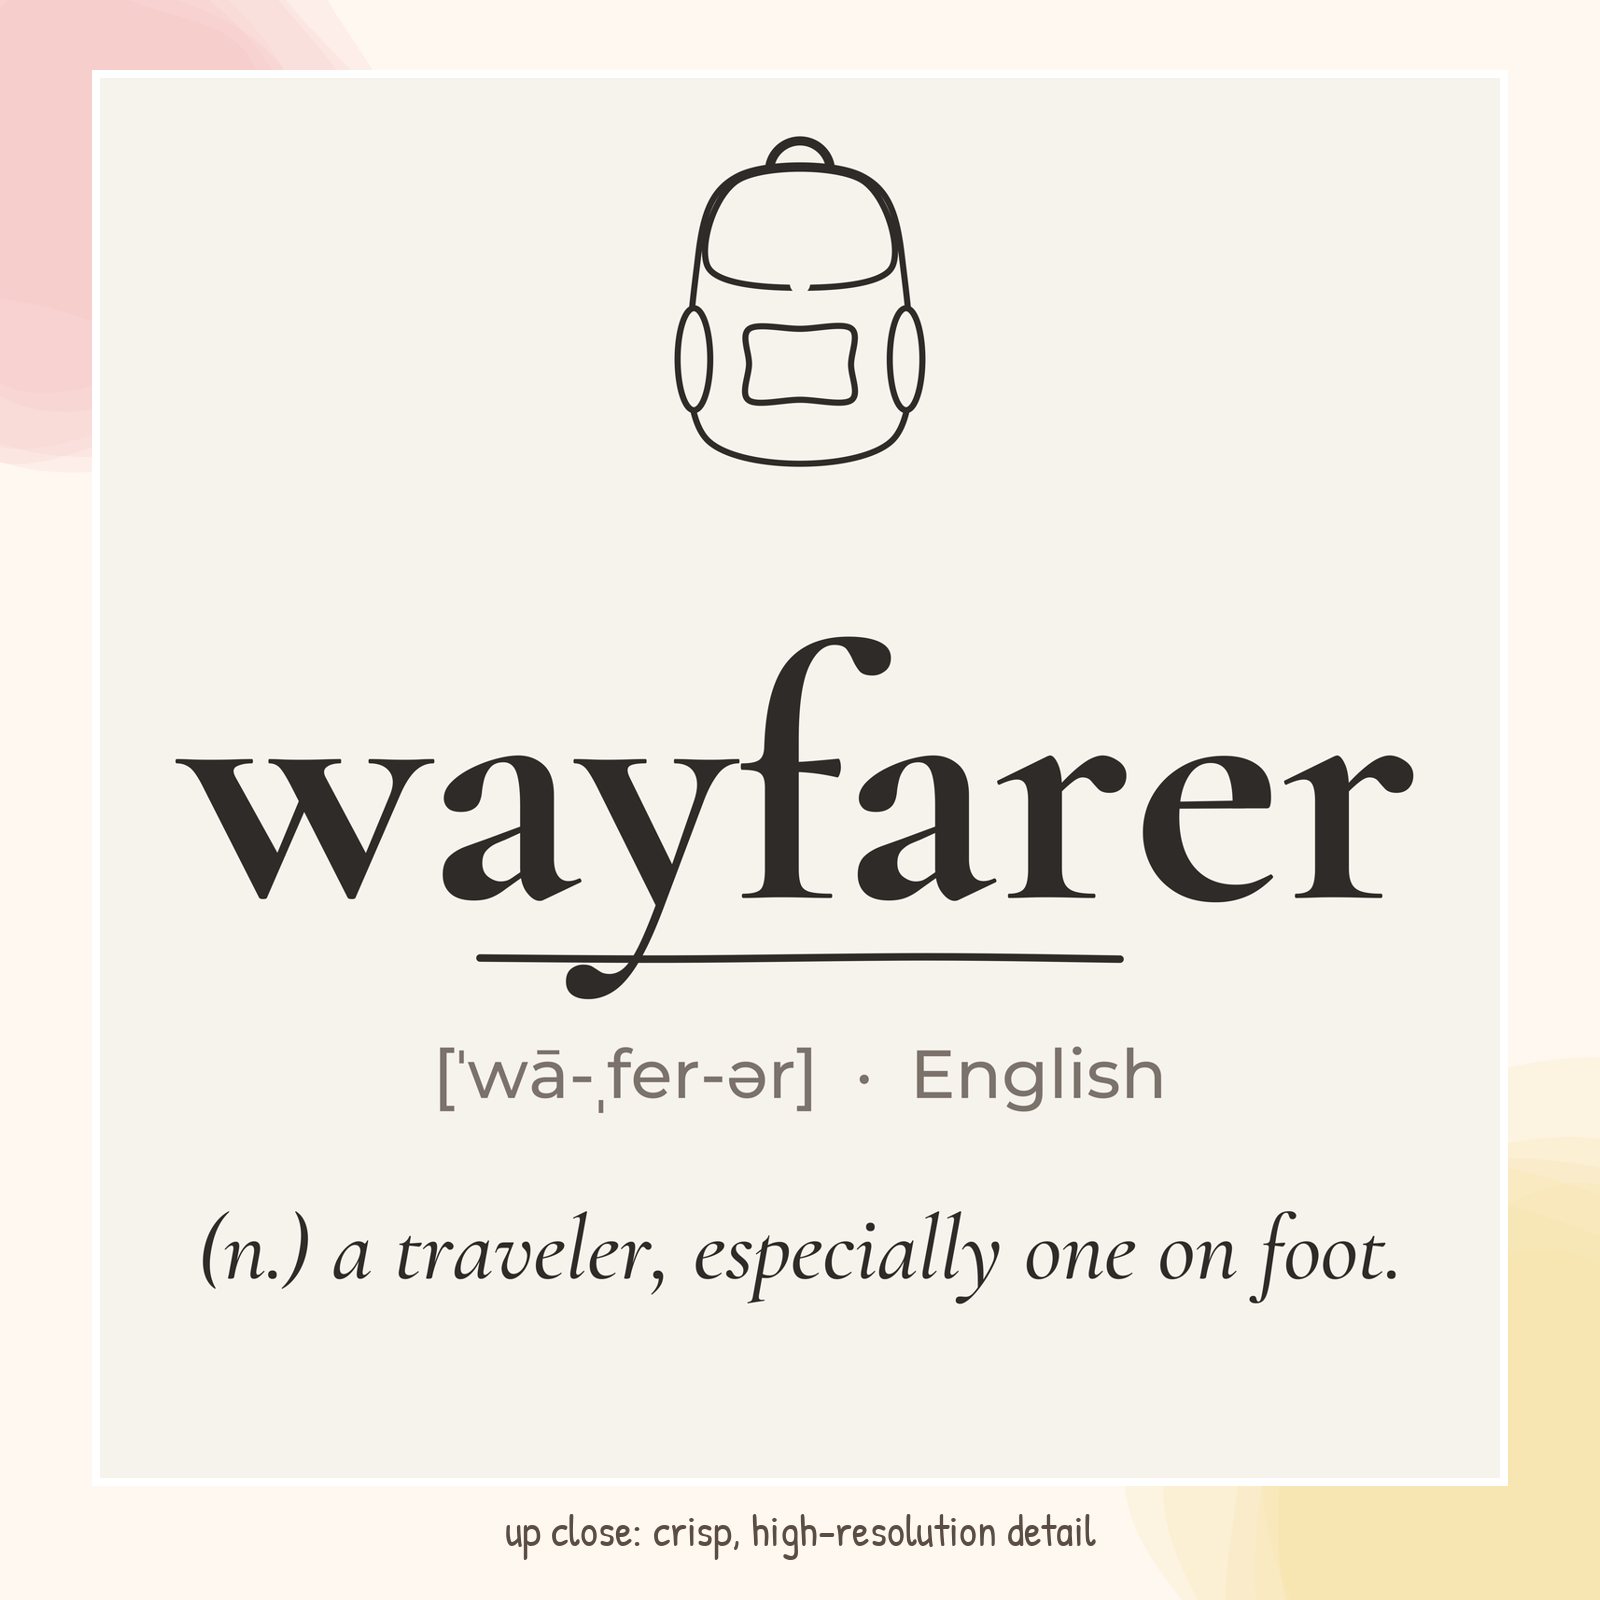 wayfarer
[ˈwā-ˌfer-ər] · English
(n.) a traveler, especially one on foot.
up close: crisp, high-resolution detail